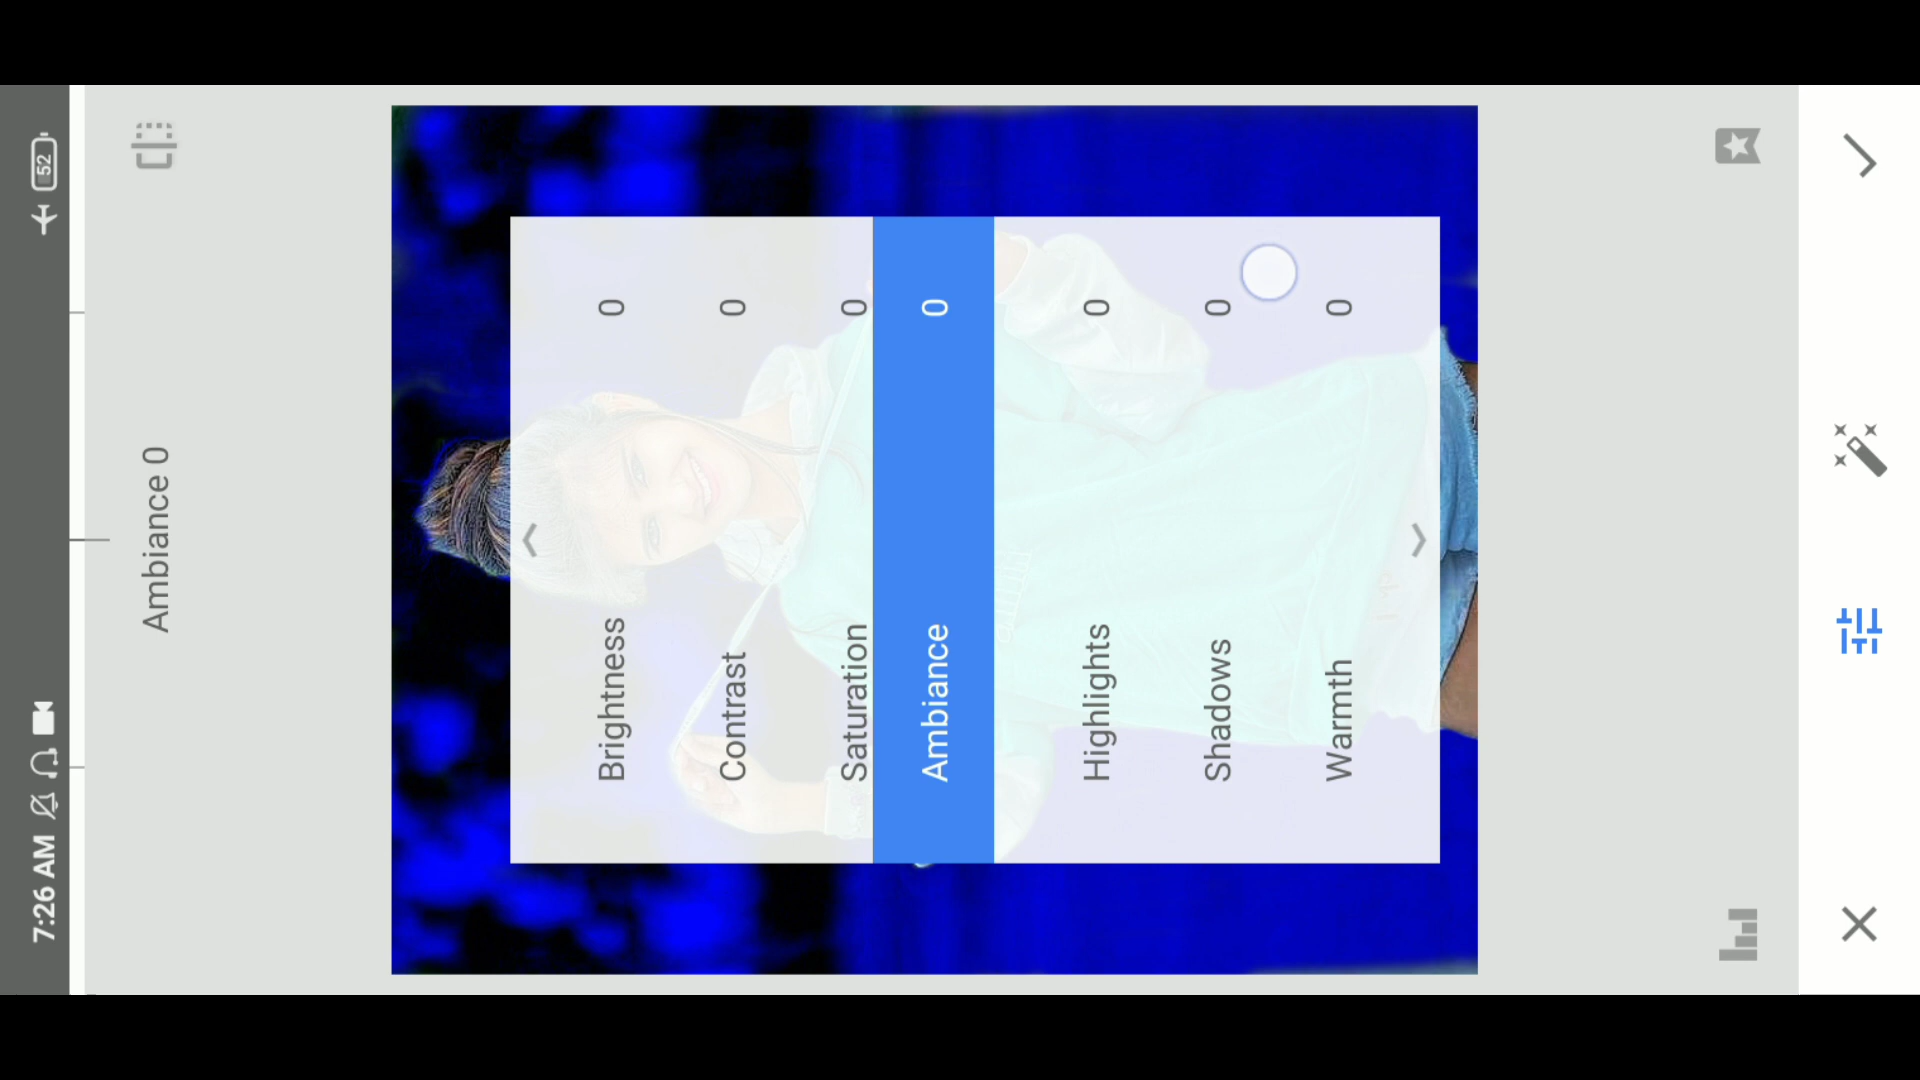 7:26 AM
52
Ambiance 0
Brightness 0
Contrast 0
Saturation 0
Ambiance 0
Highlights 0
Shadows 0
Warmth 0